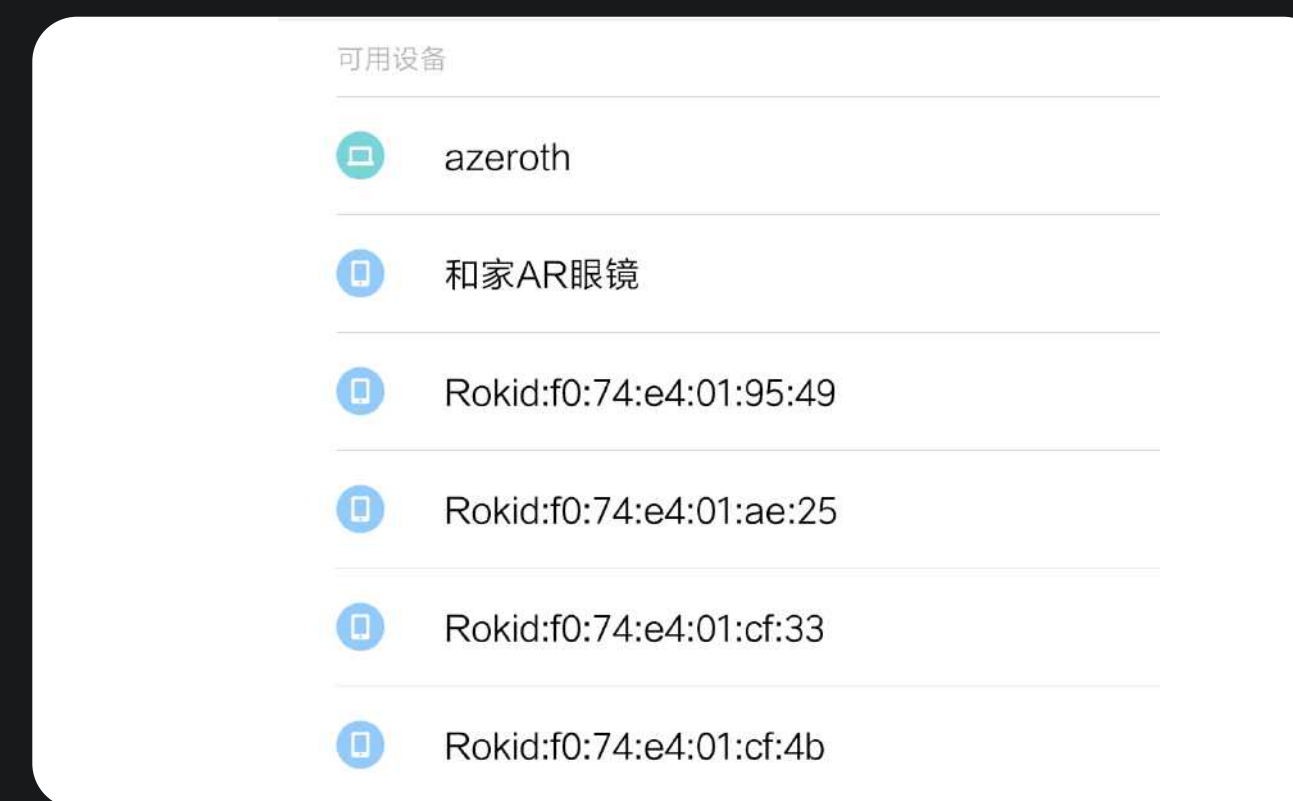 可用设备
azeroth
和家AR眼镜
Rokid:f0:74:e4:01:95:49
Rokid:f0:74:e4:01:ae:25
Rokid:f0:74:e4:01:cf:33
Rokid:f0:74:e4:01:cf:4b